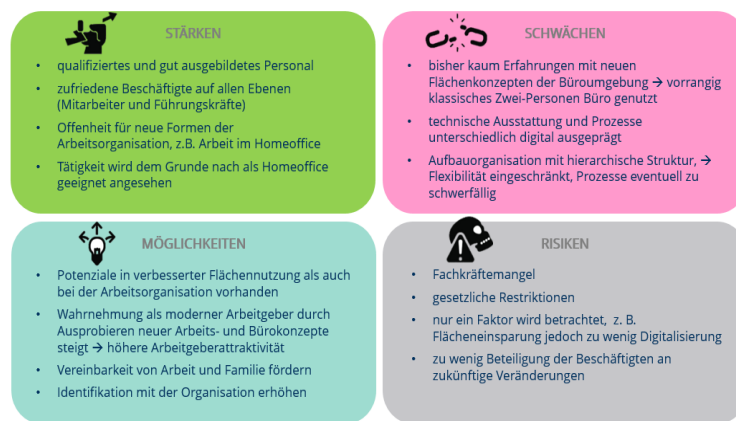 STÄRKEN
• qualifiziertes und gut ausgebildetes Personal
• zufriedene Beschäftigte auf allen Ebenen
(Mitarbeiter und Führungskräfte)
• Offenheit für neue Formen der
Arbeitsorganisation, z.B. Arbeit im Homeoffice
• Tätigkeit wird dem Grunde nach als Homeoffice
geeignet angesehen
SCHWÄCHEN
• bisher kaum Erfahrungen mit neuen
Flächenkonzepten der Büroumgebung → vorrangig
klassisches Zwei-Personen Büro genutzt
• technische Ausstattung und Prozesse
unterschiedlich digital ausgeprägt
• Aufbauorganisation mit hierarchische Struktur, →
Flexibilität eingeschränkt, Prozesse eventuell zu
schwerfällig
MÖGLICHKEITEN
• Potenziale in verbesserter Flächennutzung als auch
bei der Arbeitsorganisation vorhanden
• Wahrnehmung als moderner Arbeitgeber durch
Ausprobieren neuer Arbeits- und Bürokonzepte
steigt → höhere Arbeitgeberattraktivität
• Vereinbarkeit von Arbeit und Familie fördern
• Identifikation mit der Organisation erhöhen
RISIKEN
• Fachkräftemangel
• gesetzliche Restriktionen
• nur ein Faktor wird betrachtet, z. B.
Flächeneinsparung jedoch zu wenig Digitalisierung
• zu wenig Beteiligung der Beschäftigten an
zukünftige Veränderungen